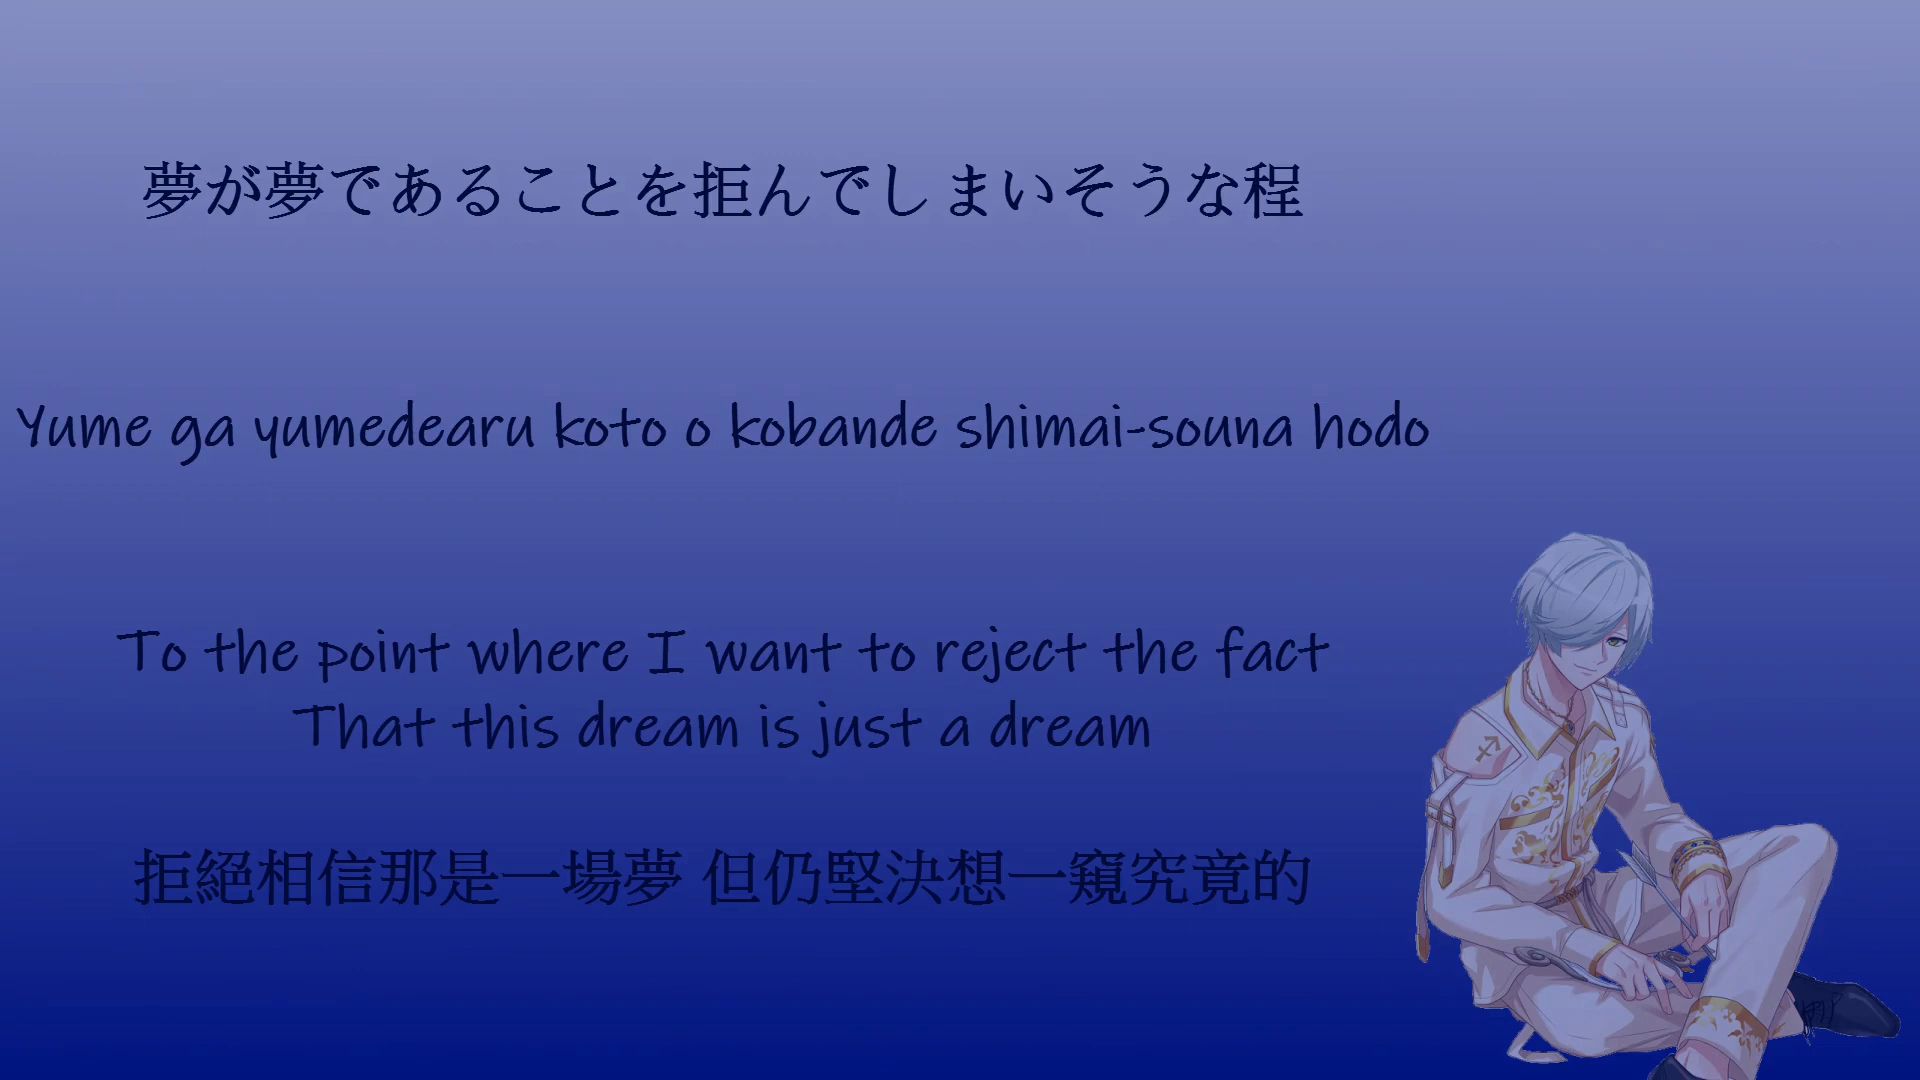 夢が夢であることを拒んでしまいそうな程
Yume ga yumedearu koto o kobande shimai-souna hodo
To the point where I want to reject the fact
That this dream is just a dream
拒絕相信那是一場夢 但仍堅決想一窺究竟的